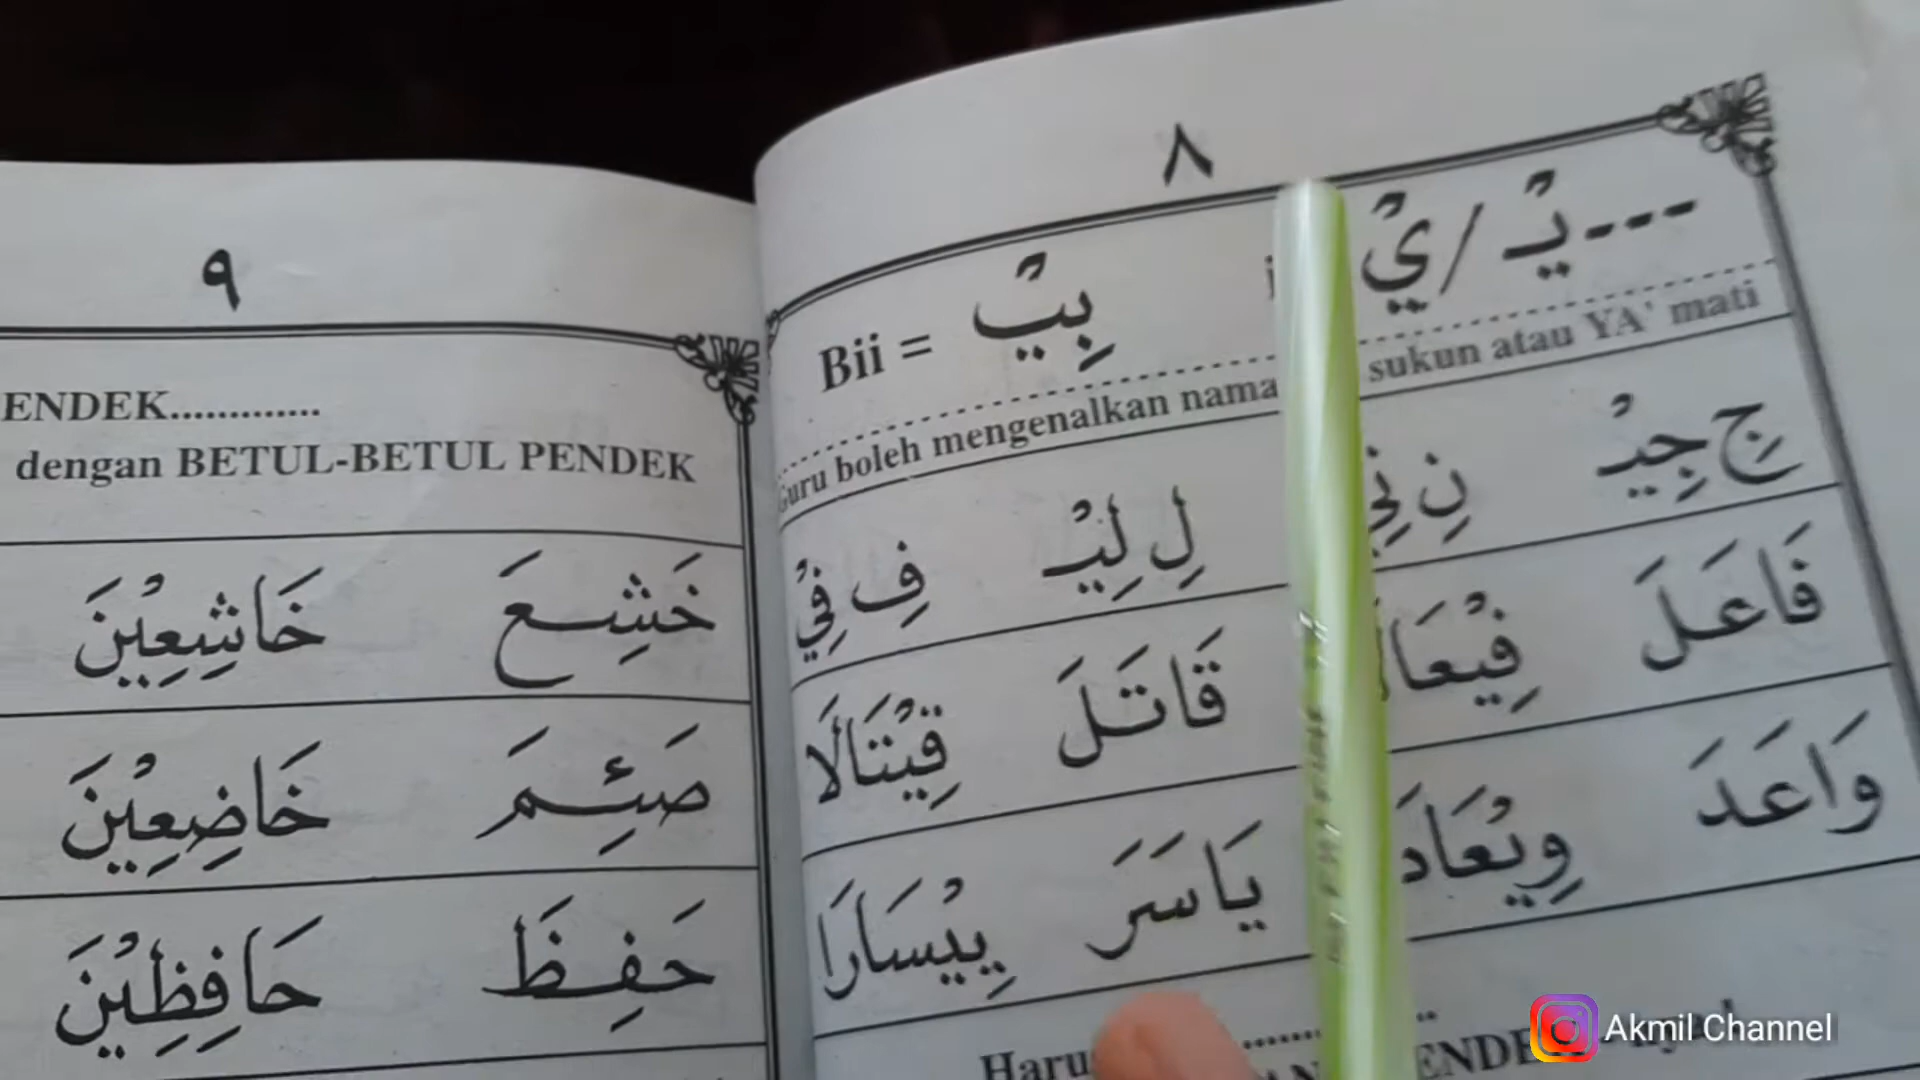 ٨
ـيْـ / يْ
Bii = بِيْـ
Guru boleh mengenalkan nama sukun atau YA' mati
جِ جِيْـ نِ لِ لِيْـ فِ فِيْ
فَاعَلَ قَاتَلَ قِيْتَالَا
وَاعَدَ يَاسَرَ يِيْسَارَا
٩
ENDEK.............
dengan BETUL-BETUL PENDEK
خَشِعَ خَاشِعِيْنَ
صَئِمَ خَاضِعِيْنَ
حَفِظَ حَافِظِيْنَ
Akmil Channel